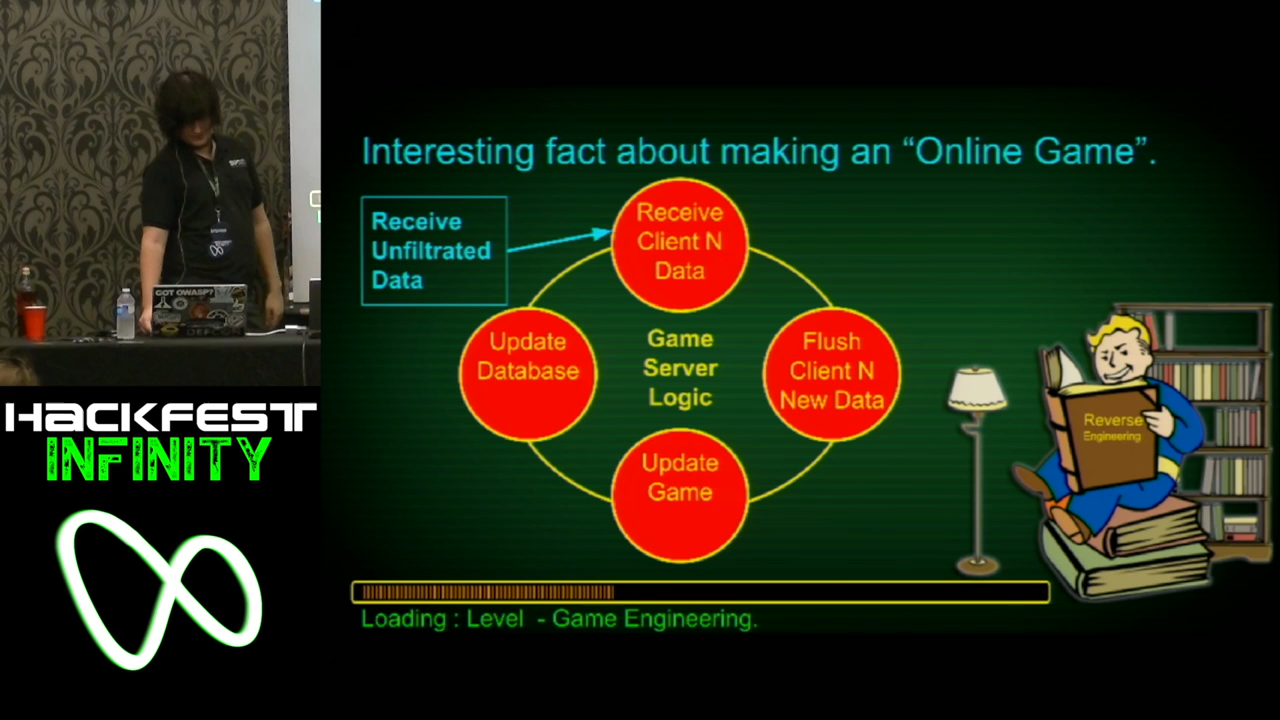 Interesting fact about making an “Online Game”.
Receive
Unfiltrated
Data
Receive
Client N
Data
Update
Database
Game
Server
Logic
Flush
Client N
New Data
Update
Game
Reverse
Engineering
Loading : Level - Game Engineering.
GOT OWASP?
HACKFEST
INFINITY